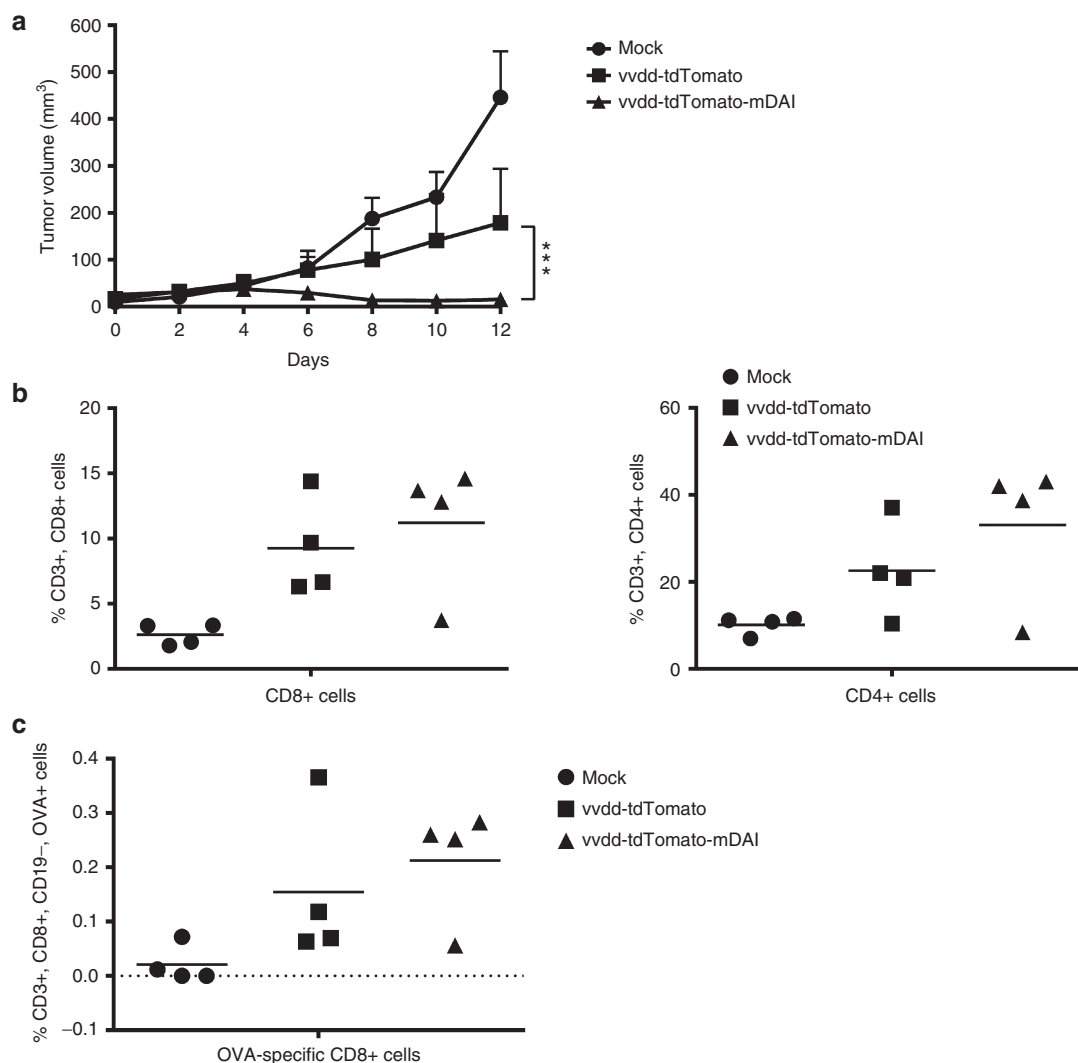 a
600
500
400
300
200
100
0
Tumor volume (mm³)
0 2 4 6 8 10 12
Days
***
Mock
vvdd-tdTomato
vvdd-tdTomato-mDAI
b
20
15
10
5
0
% CD3+, CD8+ cells
CD8+ cells
Mock
vvdd-tdTomato
vvdd-tdTomato-mDAI
60
40
20
0
% CD3+, CD4+ cells
CD4+ cells
c
0.4
0.3
0.2
0.1
0.0
−0.1
% CD3+, CD8+, CD19−, OVA+ cells
OVA-specific CD8+ cells
Mock
vvdd-tdTomato
vvdd-tdTomato-mDAI